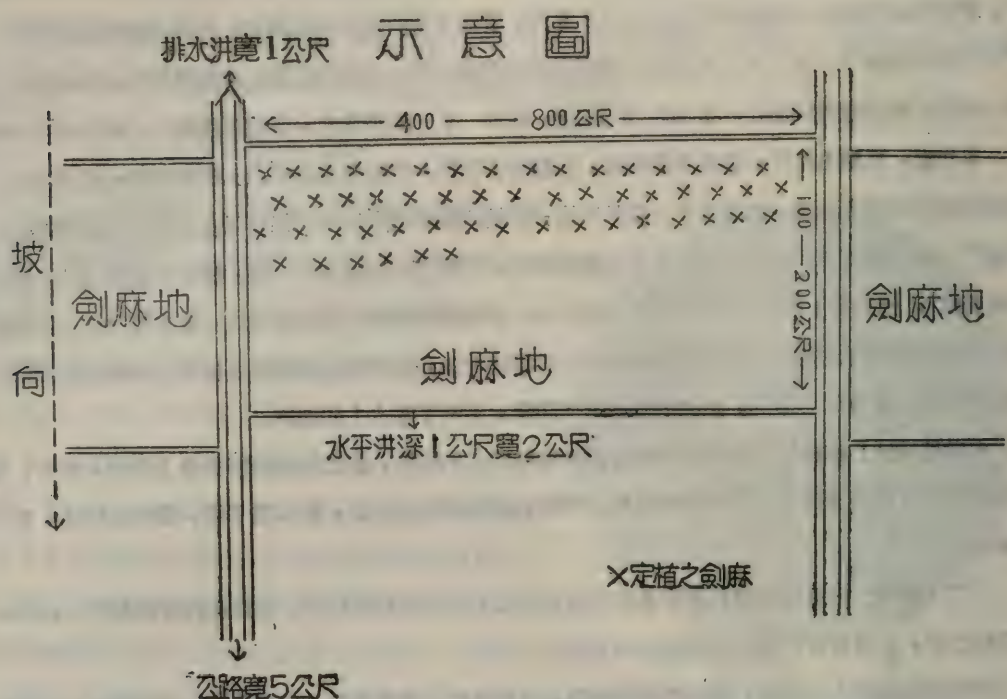 示意圖
排水洪寬1公尺
400 — 800公尺
100—200公尺
坡向
劍麻地
劍麻地
劍麻地
水平洪深1公尺寬2公尺
×定植之劍麻
公路寬5公尺